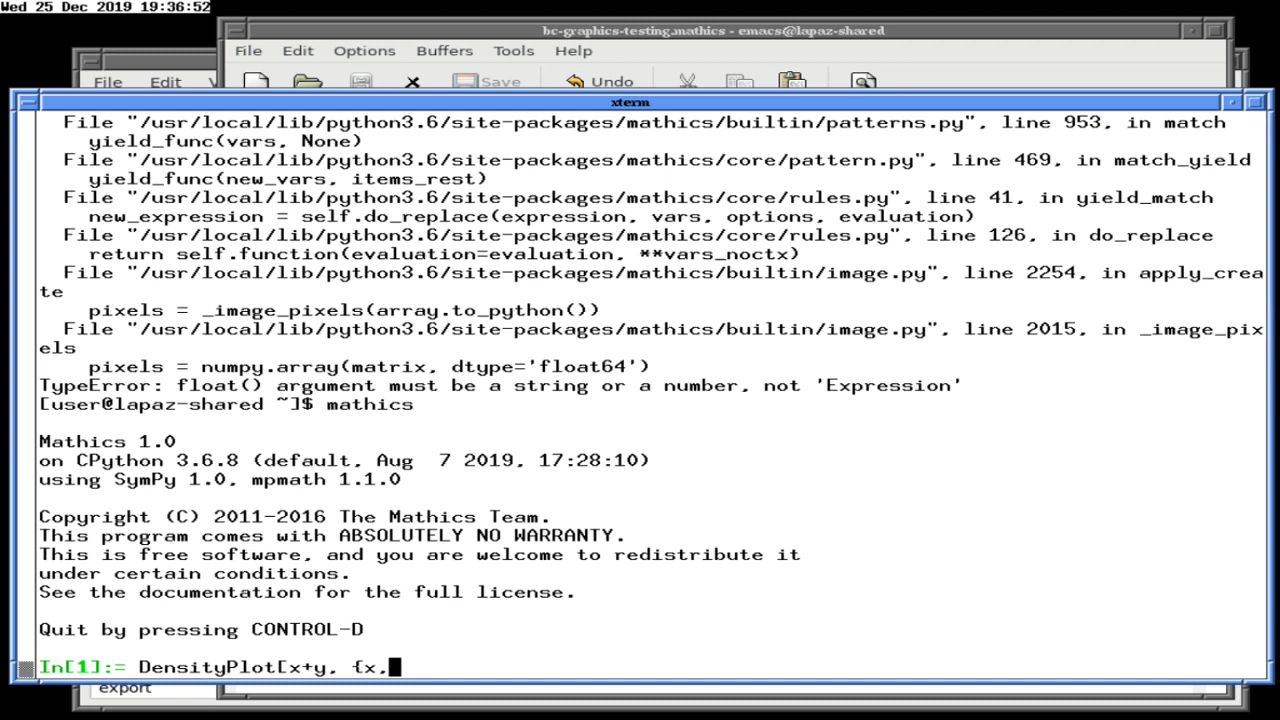 Wed 25 Dec 2019 19:36:52
bc-graphics-testing.mathics - emacs@lapaz-shared
File Edit Options Buffers Tools Help
File Edit
Save Undo
xterm
File "/usr/local/lib/python3.6/site-packages/mathics/builtin/patterns.py", line 953, in match
yield_func(vars, None)
File "/usr/local/lib/python3.6/site-packages/mathics/core/pattern.py", line 469, in match_yield
yield_func(new_vars, items_rest)
File "/usr/local/lib/python3.6/site-packages/mathics/core/rules.py", line 41, in yield_match
new_expression = self.do_replace(expression, vars, options, evaluation)
File "/usr/local/lib/python3.6/site-packages/mathics/core/rules.py", line 126, in do_replace
return self.function(evaluation=evaluation, **vars_noctx)
File "/usr/local/lib/python3.6/site-packages/mathics/builtin/image.py", line 2254, in apply_crea
te
pixels = _image_pixels(array.to_python())
File "/usr/local/lib/python3.6/site-packages/mathics/builtin/image.py", line 2015, in _image_pix
els
pixels = numpy.array(matrix, dtype='float64')
TypeError: float() argument must be a string or a number, not 'Expression'
[user@lapaz-shared ~]$ mathics
Mathics 1.0
on CPython 3.6.8 (default, Aug  7 2019, 17:28:10)
using SymPy 1.0, mpmath 1.1.0
Copyright (C) 2011-2016 The Mathics Team.
This program comes with ABSOLUTELY NO WARRANTY.
This is free software, and you are welcome to redistribute it
under certain conditions.
See the documentation for the full license.
Quit by pressing CONTROL-D
In[1]:= DensityPlot[x+y, {x,
export